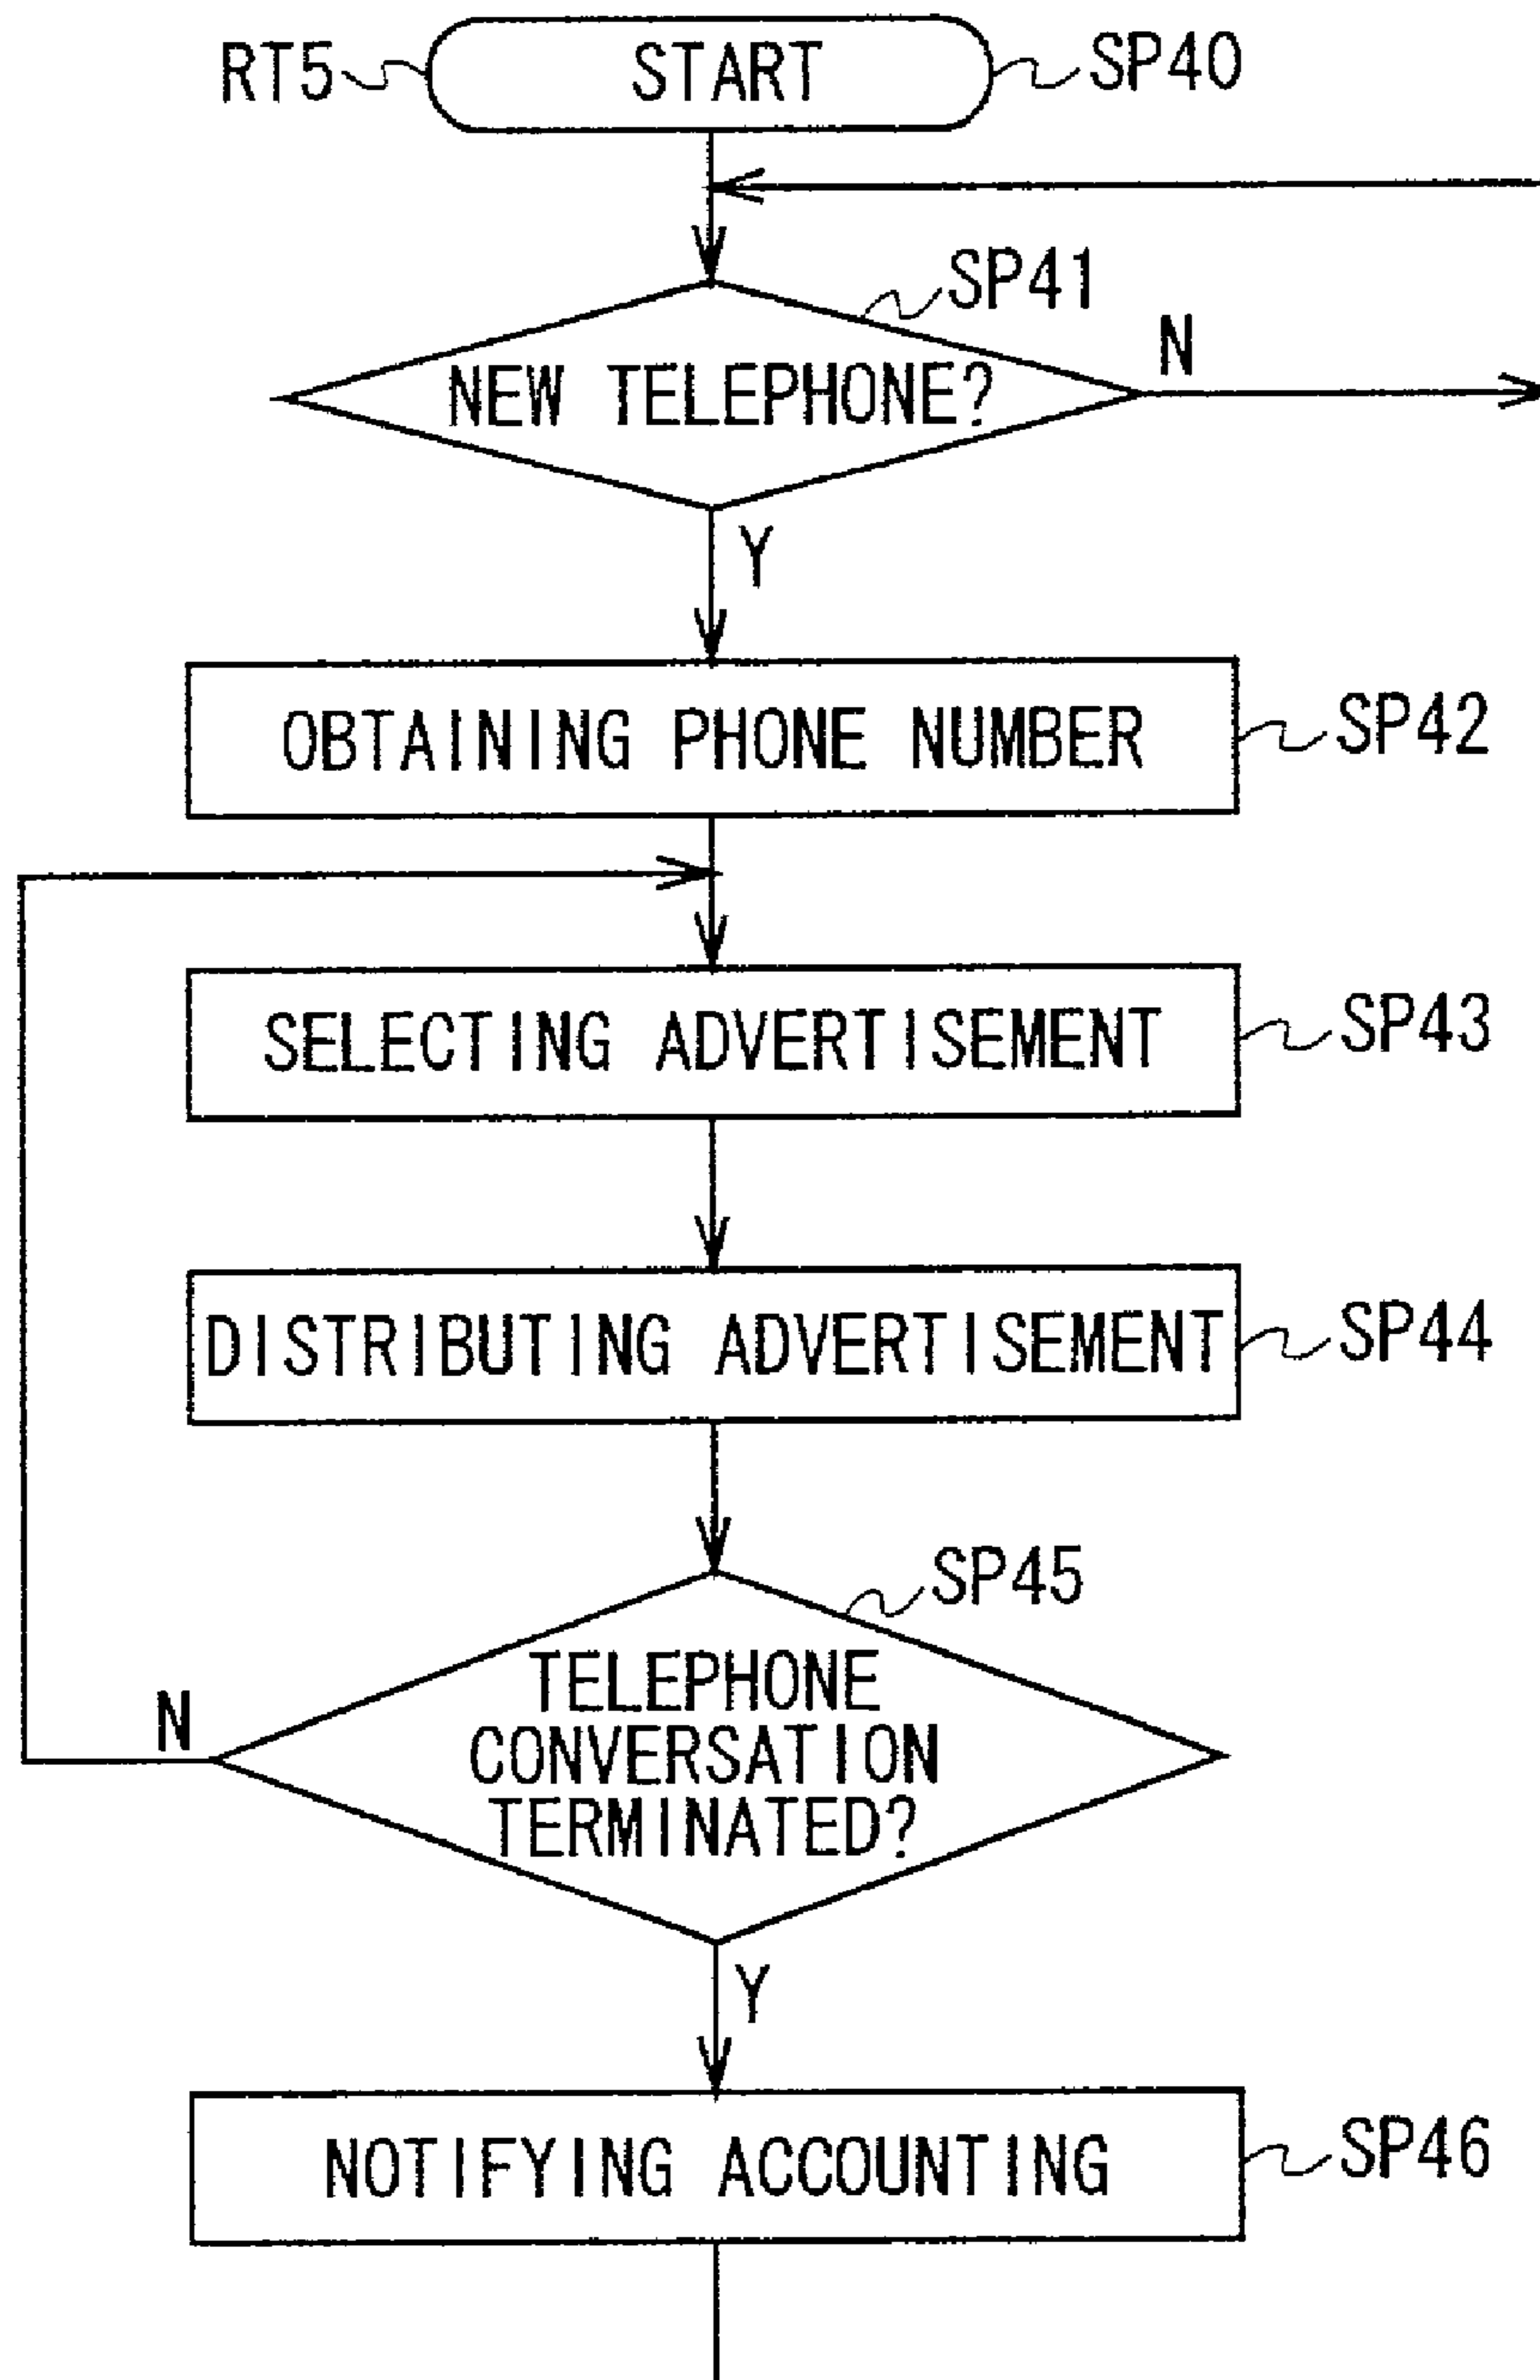 RT5 START SP40
SP41
NEW TELEPHONE? N
Y
OBTAINING PHONE NUMBER SP42
SELECTING ADVERTISEMENT SP43
DISTRIBUTING ADVERTISEMENT SP44
SP45
TELEPHONE
N
CONVERSATION
TERMINATED?
Y
NOTIFYING ACCOUNTING SP46